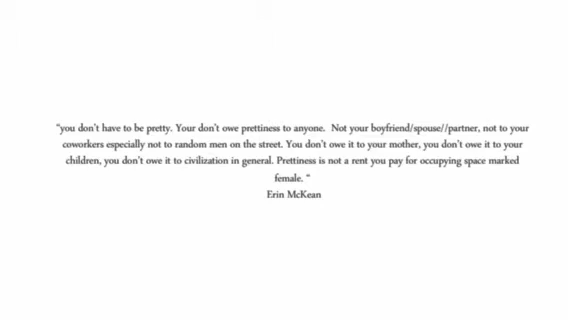 “you don’t have to be pretty. Your don’t owe prettiness to anyone.  Not your boyfriend/spouse//partner, not to your
coworkers especially not to random men on the street. You don’t owe it to your mother, you don’t owe it to your
children, you don’t owe it to civilization in general. Prettiness is not a rent you pay for occupying space marked
female. “
Erin McKean